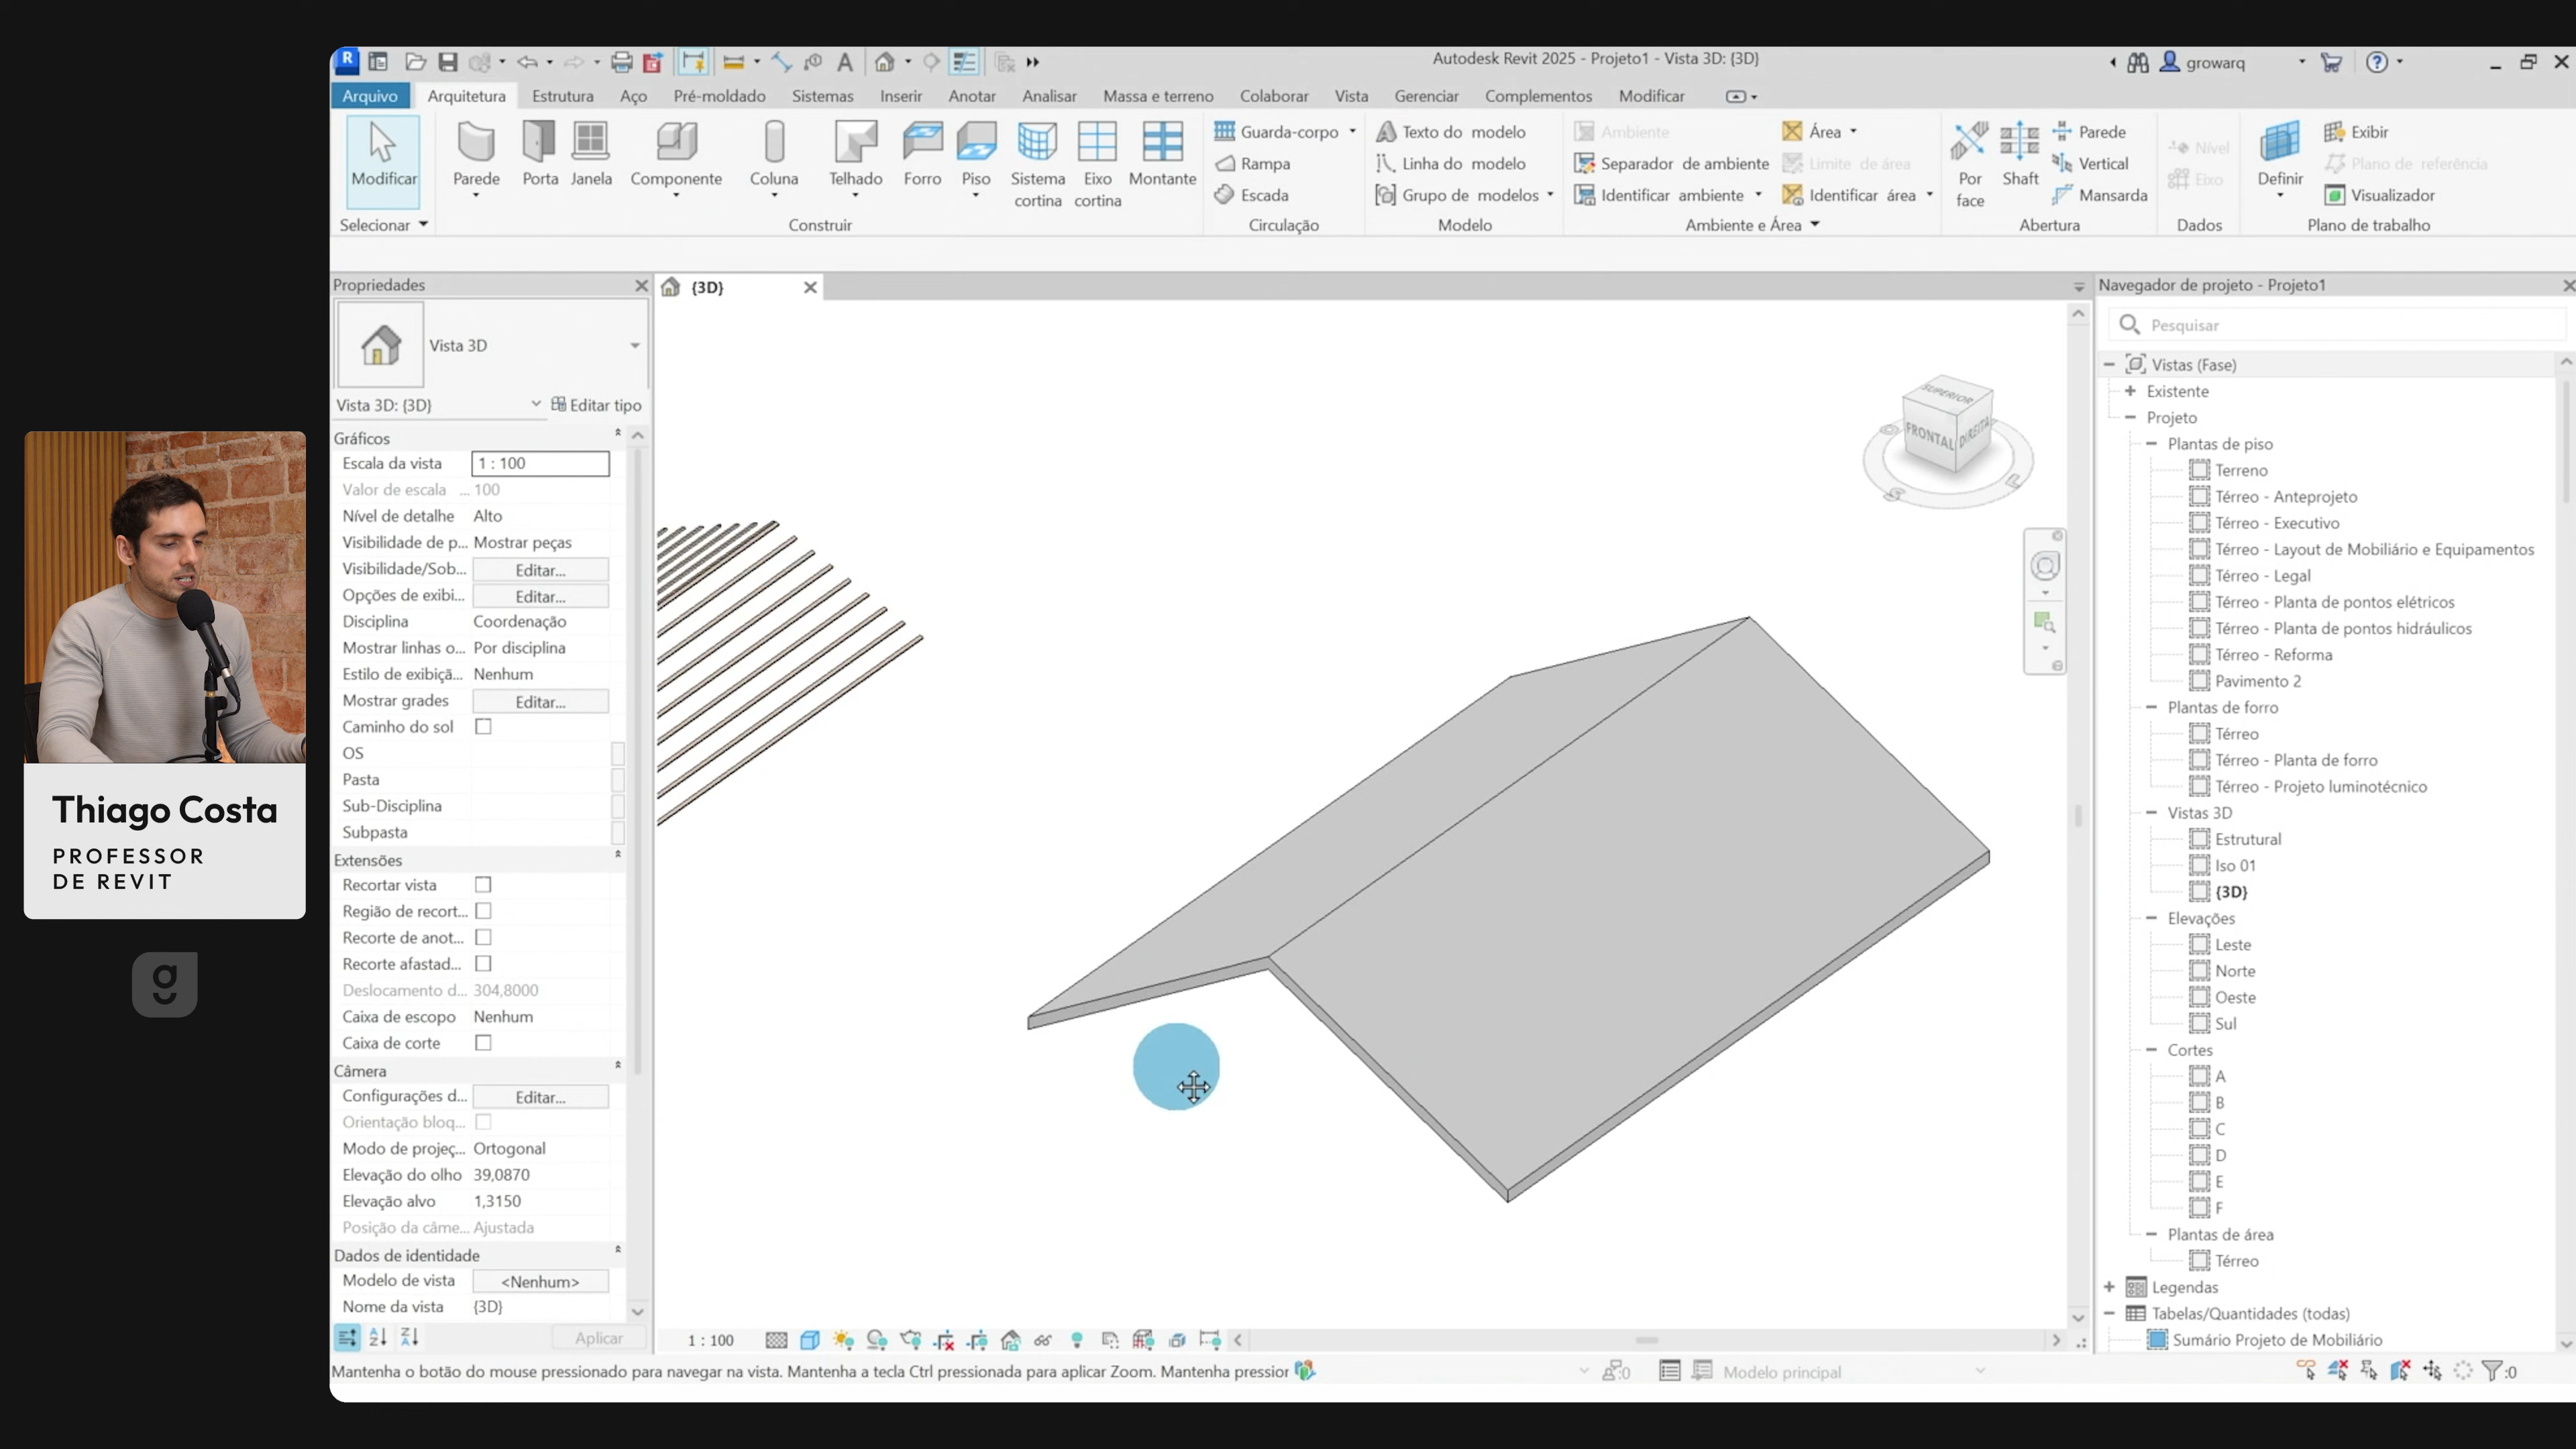 Autodesk Revit 2025 - Projeto1 - Vista 3D: {3D}
growarq
Arquivo
Arquitetura
Estrutura
Aço
Pré-moldado
Sistemas
Inserir
Anotar
Analisar
Massa e terreno
Colaborar
Vista
Gerenciar
Complementos
Modificar
Modificar
Parede
Porta
Janela
Componente
Coluna
Telhado
Forro
Piso
Sistema cortina
Eixo cortina
Montante
Guarda-corpo
Rampa
Escada
Texto do modelo
Linha do modelo
Grupo de modelos
Ambiente
Separador de ambiente
Identificar ambiente
Área
Limite de área
Identificar área
Por face
Shaft
Parede
Vertical
Mansarda
Nível
Eixo
Definir
Exibir
Plano de referência
Visualizador
Selecionar
Construir
Circulação
Modelo
Ambiente e Área
Abertura
Dados
Plano de trabalho
Propriedades
Vista 3D
Vista 3D: {3D}
Editar tipo
Gráficos
Escala da vista 1 : 100
Valor de escala ... 100
Nível de detalhe Alto
Visibilidade de p... Mostrar peças
Visibilidade/Sob... Editar...
Opções de exibi... Editar...
Disciplina Coordenação
Mostrar linhas o... Por disciplina
Estilo de exibiçã... Nenhum
Mostrar grades Editar...
Caminho do sol
OS
Pasta
Sub-Disciplina
Subpasta
Extensões
Recortar vista
Região de recort...
Recorte de anot...
Recorte afastad...
Deslocamento d... 304,8000
Caixa de escopo Nenhum
Caixa de corte
Câmera
Configurações d... Editar...
Orientação bloq...
Modo de projeç... Ortogonal
Elevação do olho 39,0870
Elevação alvo 1,3150
Posição da câme... Ajustada
Dados de identidade
Modelo de vista <Nenhum>
Nome da vista {3D}
Aplicar
{3D}
SUPERIOR
FRONTAL
DIREITA
S
L
1 : 100
Navegador de projeto - Projeto1
Pesquisar
Vistas (Fase)
Existente
Projeto
Plantas de piso
Terreno
Térreo - Anteprojeto
Térreo - Executivo
Térreo - Layout de Mobiliário e Equipamentos
Térreo - Legal
Térreo - Planta de pontos elétricos
Térreo - Planta de pontos hidráulicos
Térreo - Reforma
Pavimento 2
Plantas de forro
Térreo
Térreo - Planta de forro
Térreo - Projeto luminotécnico
Vistas 3D
Estrutural
Iso 01
{3D}
Elevações
Leste
Norte
Oeste
Sul
Cortes
A
B
C
D
E
F
Plantas de área
Térreo
Legendas
Tabelas/Quantidades (todas)
Sumário Projeto de Mobiliário
Mantenha o botão do mouse pressionado para navegar na vista. Mantenha a tecla Ctrl pressionada para aplicar Zoom. Mantenha pressior
:0
Modelo principal
:0
Thiago Costa
PROFESSOR
DE REVIT
g